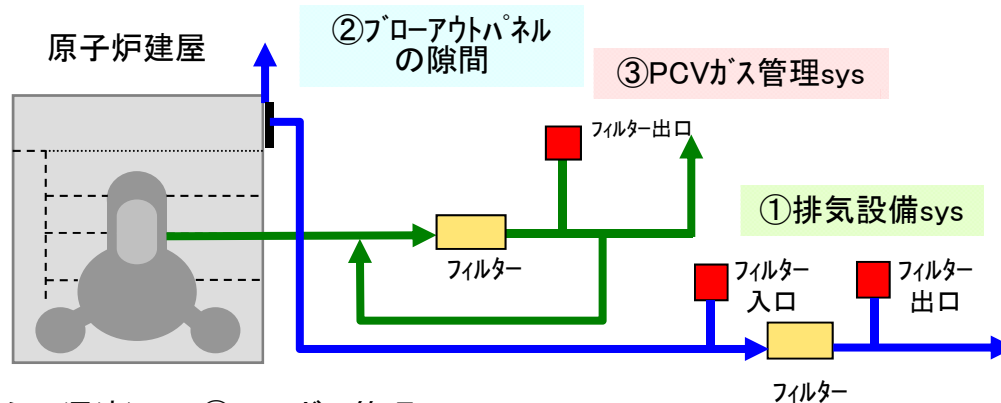 原子炉建屋
②ﾌﾞﾛｰｱｳﾄﾊﾟﾈﾙ
の隙間
③PCVｶﾞｽ管理sys
ﾌｨﾙﾀｰ出口
①排気設備sys
ﾌｨﾙﾀｰ
ﾌｨﾙﾀｰ
入口
ﾌｨﾙﾀｰ
出口
ﾌｨﾙﾀｰ